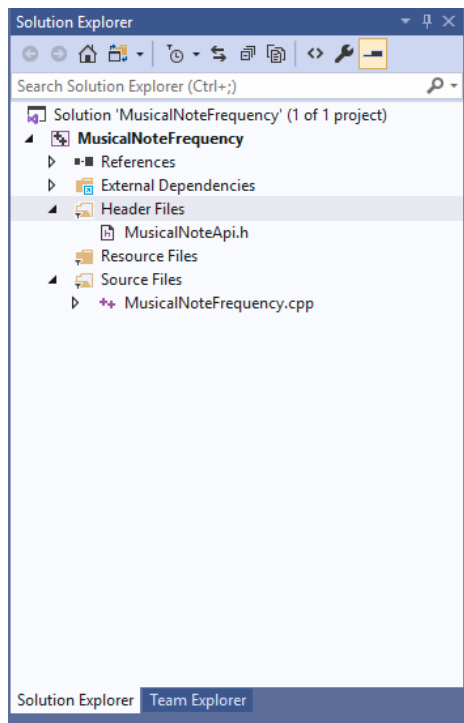 Solution Explorer
Search Solution Explorer (Ctrl+;)
Solution 'MusicalNoteFrequency' (1 of 1 project)
MusicalNoteFrequency
References
External Dependencies
Header Files
MusicalNoteApi.h
Resource Files
Source Files
MusicalNoteFrequency.cpp
Solution Explorer Team Explorer